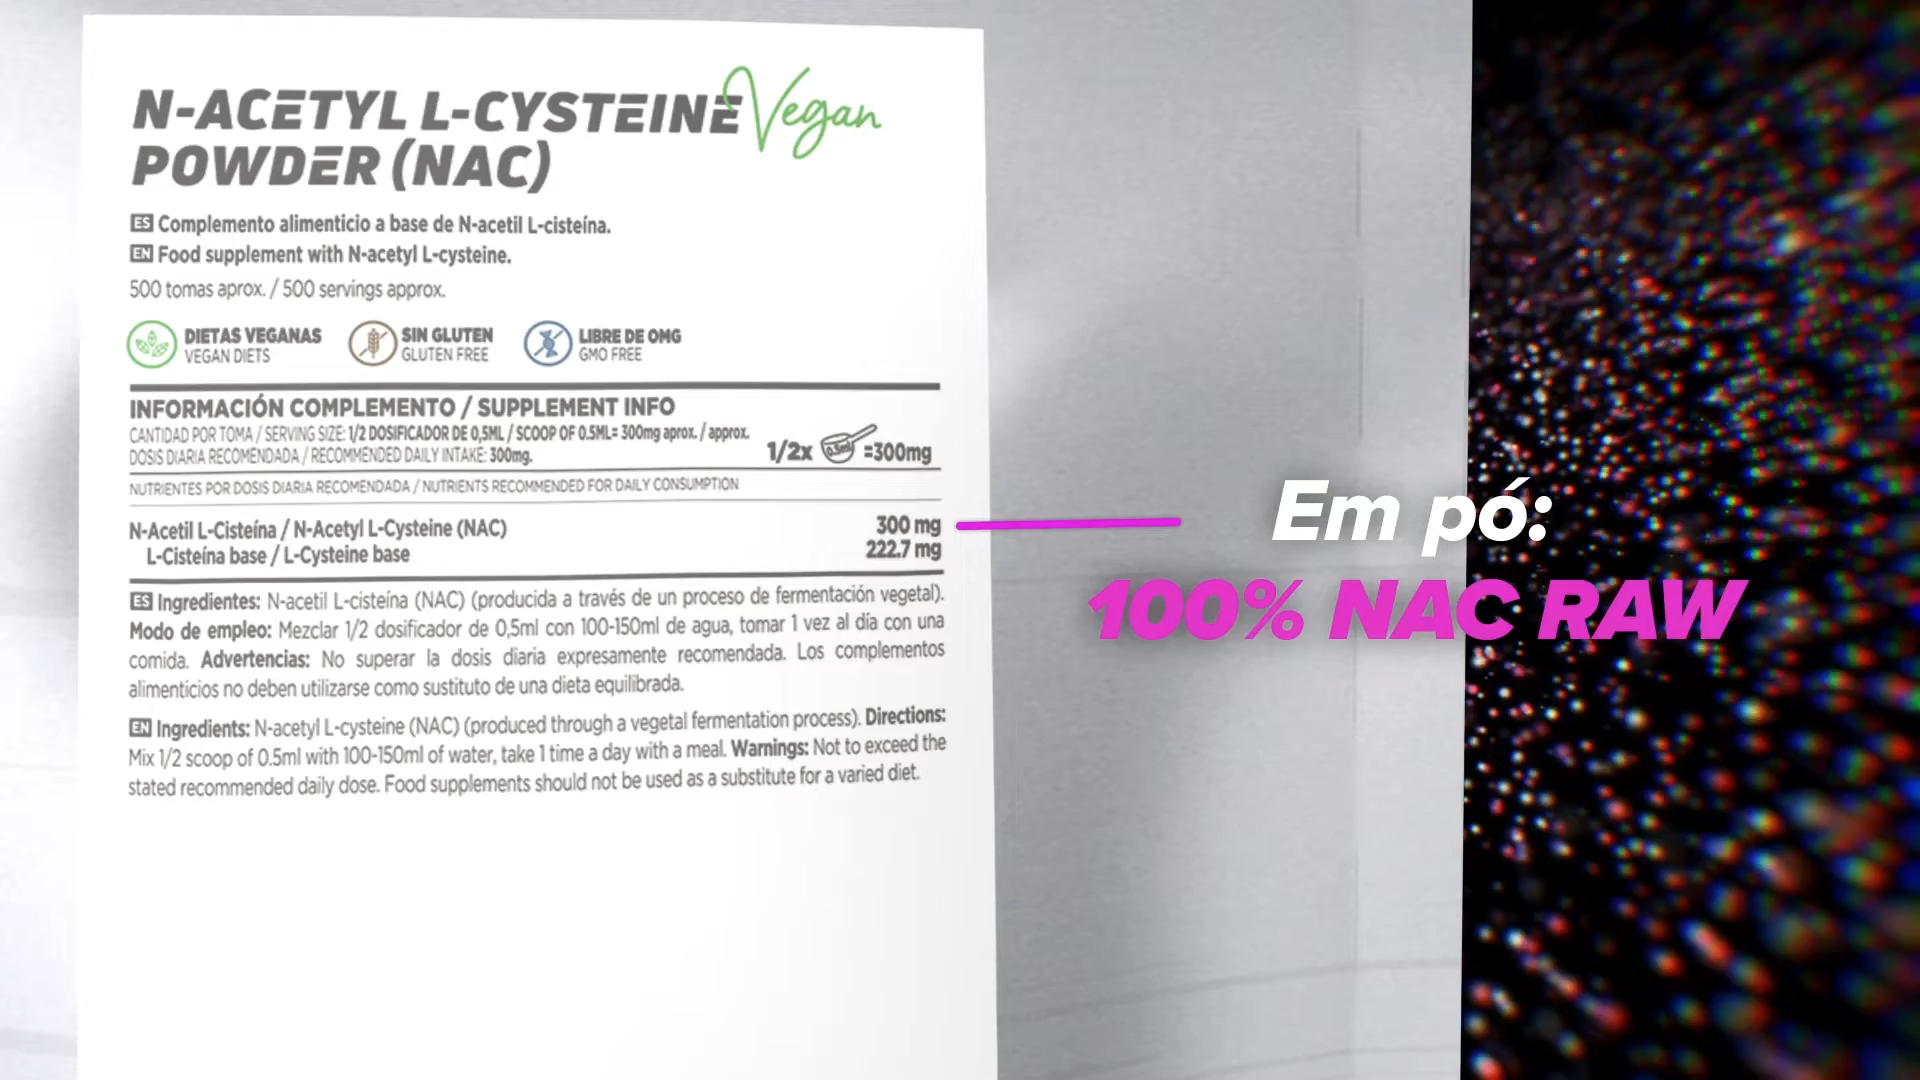 N-ACETYL L-CYSTEINE Vegan
POWDER (NAC)
ES Complemento alimenticio a base de N-acetil L-cisteína.
EN Food supplement with N-acetyl L-cysteine.
500 tomas aprox. / 500 servings approx.
DIETAS VEGANAS
VEGAN DIETS
SIN GLUTEN
GLUTEN FREE
LIBRE DE OMG
GMO FREE
INFORMACIÓN COMPLEMENTO / SUPPLEMENT INFO
CANTIDAD POR TOMA / SERVING SIZE: 1/2 DOSIFICADOR DE 0,5ML / SCOOP OF 0.5ML= 300mg aprox. / approx.
DOSIS DIARIA RECOMENDADA / RECOMMENDED DAILY INTAKE: 300mg.
1/2x 0.5ml =300mg
NUTRIENTES POR DOSIS DIARIA RECOMENDADA / NUTRIENTS RECOMMENDED FOR DAILY CONSUMPTION
N-Acetil L-Cisteína / N-Acetyl L-Cysteine (NAC) 300 mg
L-Cisteína base / L-Cysteine base 222.7 mg
ES Ingredientes: N-acetil L-cisteína (NAC) (producida a través de un proceso de fermentación vegetal).
Modo de empleo: Mezclar 1/2 dosificador de 0,5ml con 100-150ml de agua, tomar 1 vez al día con una
comida. Advertencias: No superar la dosis diaria expresamente recomendada. Los complementos
alimenticios no deben utilizarse como sustituto de una dieta equilibrada.
EN Ingredients: N-acetyl L-cysteine (NAC) (produced through a vegetal fermentation process). Directions:
Mix 1/2 scoop of 0.5ml with 100-150ml of water, take 1 time a day with a meal. Warnings: Not to exceed the
stated recommended daily dose. Food supplements should not be used as a substitute for a varied diet.
Em pó:
100% NAC RAW